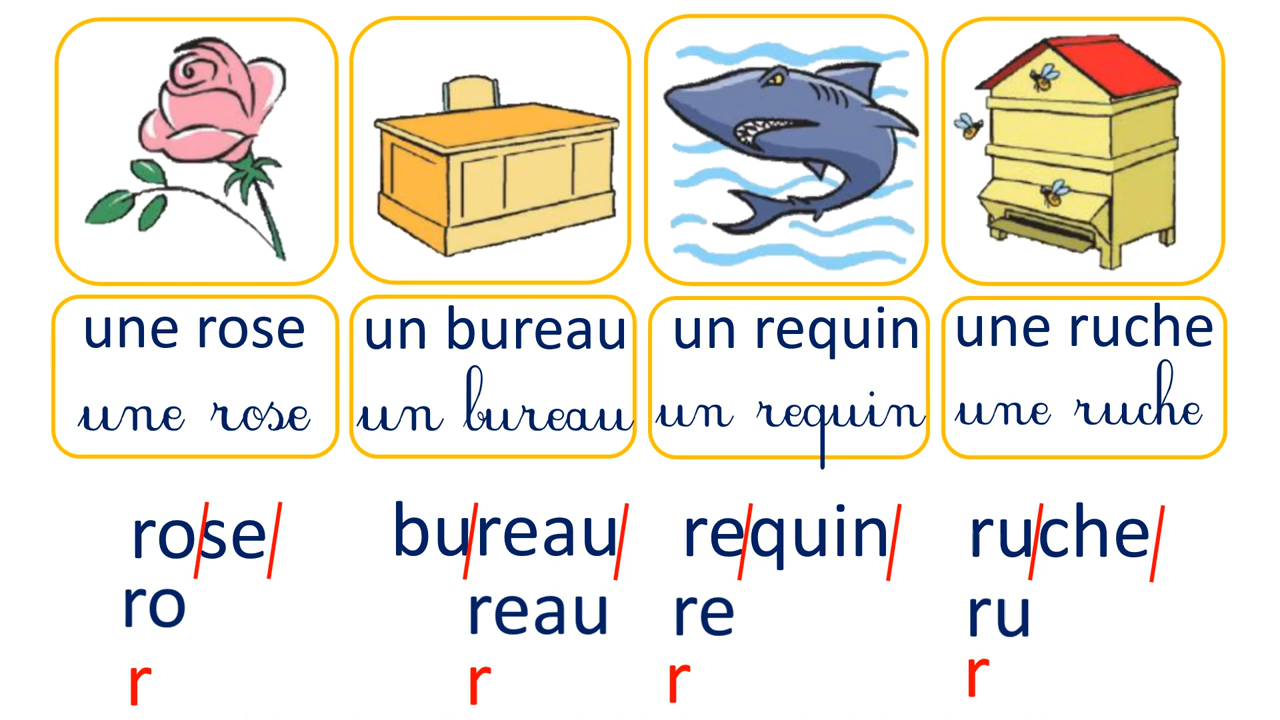 une rose
un bureau
un requin
une ruche
une rose
un bureau
un requin
une ruche
ro/se/
bu/reau/
re/quin/
ru/che/
ro
reau
re
ru
r
r
r
r